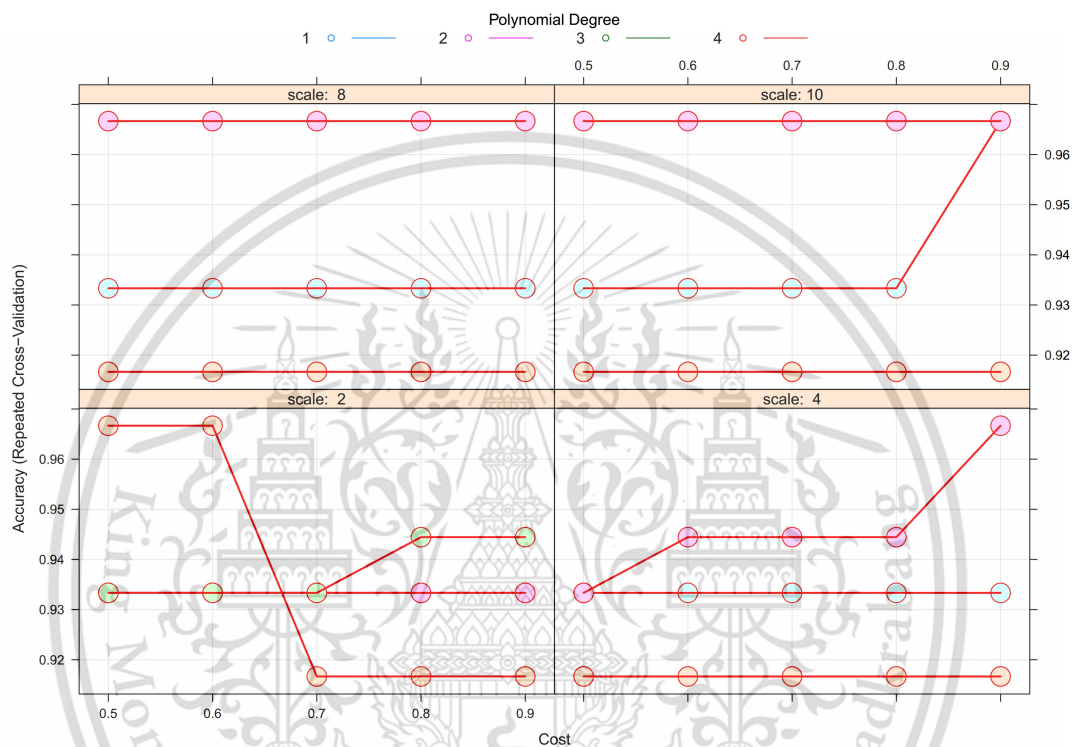 Polynomial Degree
1 2 3 4
0.5 0.6 0.7 0.8 0.9
scale: 8 scale: 10
0.96
0.95
0.94
0.93
0.92
scale: 2 scale: 4
0.96
0.95
0.94
0.93
0.92
0.5 0.6 0.7 0.8 0.9
Accuracy (Repeated Cross−Validation)
Cost
King Mon
adkrabang